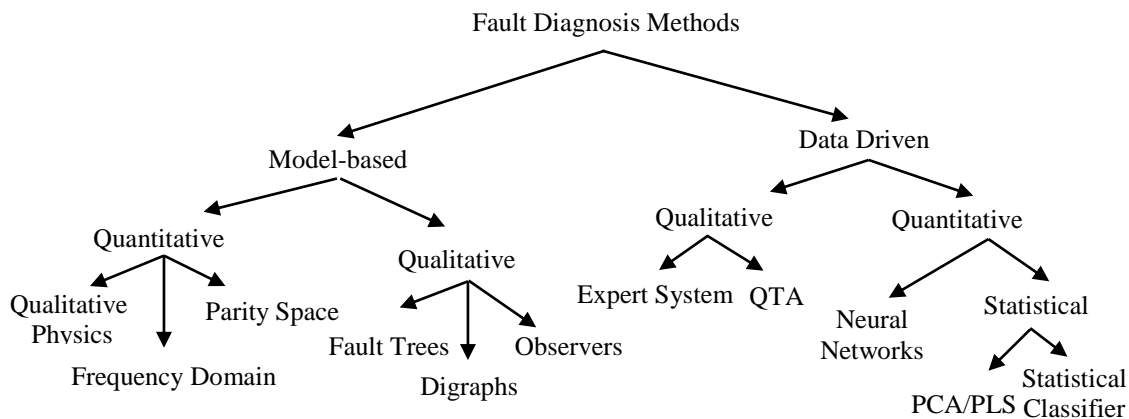 Fault Diagnosis Methods
Model-based
Data Driven
Quantitative
Qualitative
Qualitative
Quantitative
Qualitative
Physics
Parity Space
Frequency Domain
Fault Trees
Observers
Digraphs
Expert System
QTA
Neural
Networks
Statistical
PCA/PLS
Statistical
Classifier